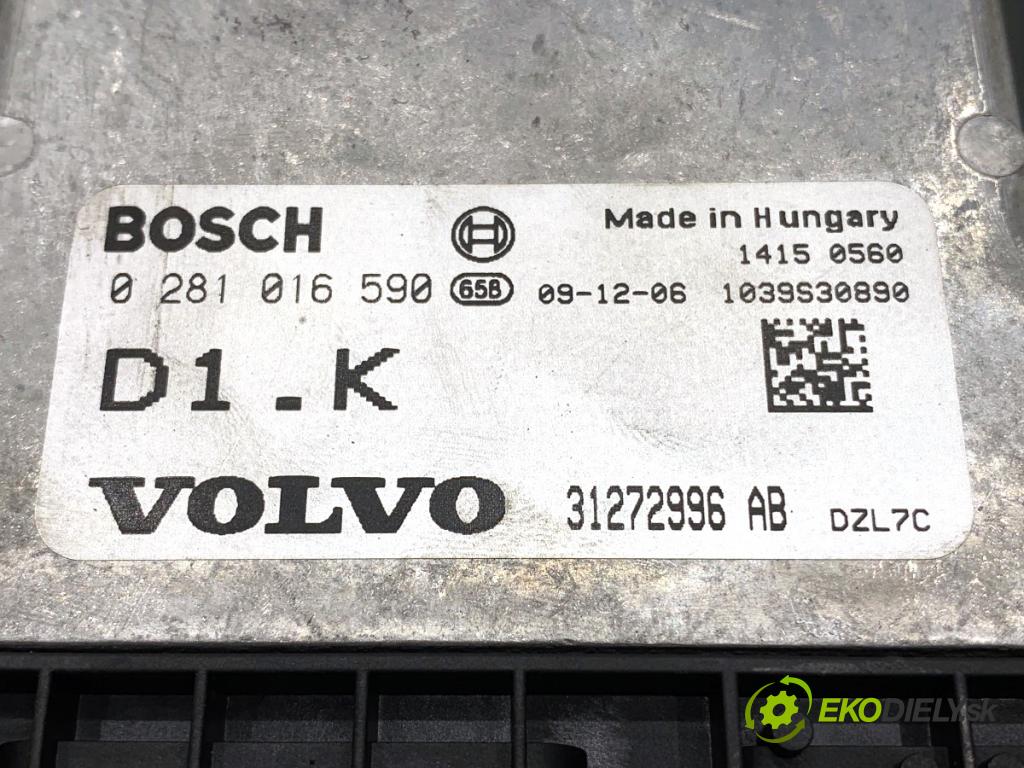 BOSCH Made in Hungary
1415 0560
0 281 016 590 65B 09-12-06 1039S30890
D1.K
VOLVO 31272996 AB DZL7C
EKODIELY.sk